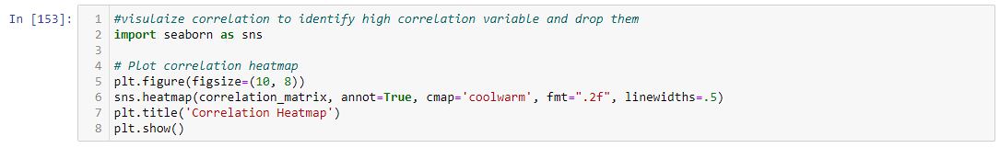 In [153]:
1 #visulaize correlation to identify high correlation variable and drop them
2 import seaborn as sns
3
4 # Plot correlation heatmap
5 plt.figure(figsize=(10, 8))
6 sns.heatmap(correlation_matrix, annot=True, cmap='coolwarm', fmt=".2f", linewidths=.5)
7 plt.title('Correlation Heatmap')
8 plt.show()